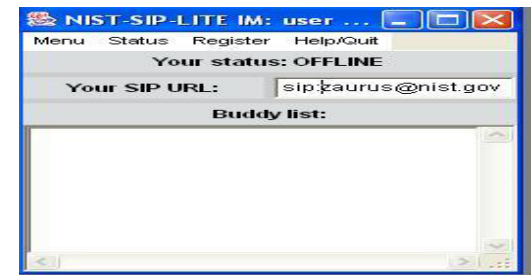 NIST-SIP-LITE IM: user ...
Menu Status Register Help/Quit
Your status: OFFLINE
Your SIP URL: sip:zaurus@nist.gov
Buddy list: